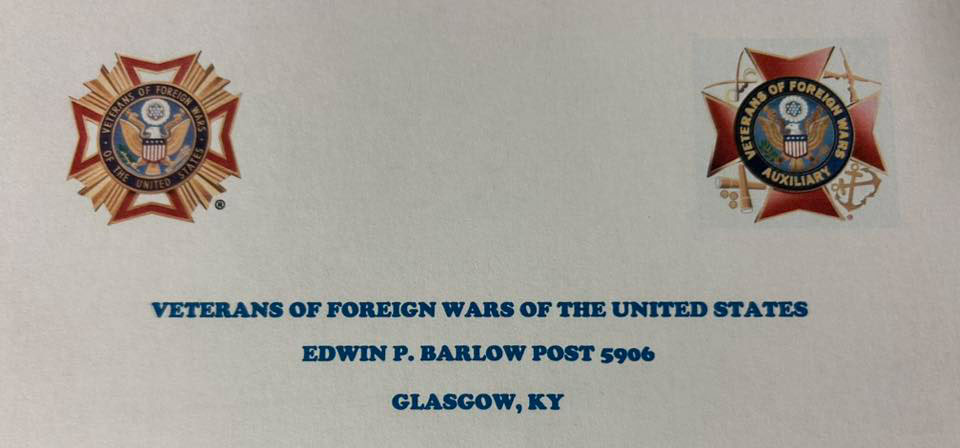 VETERANS OF FOREIGN WARS
OF THE UNITED STATES
®
VETERANS OF FOREIGN WARS
AUXILIARY
VETERANS OF FOREIGN WARS OF THE UNITED STATES
EDWIN P. BARLOW POST 5906
GLASGOW, KY